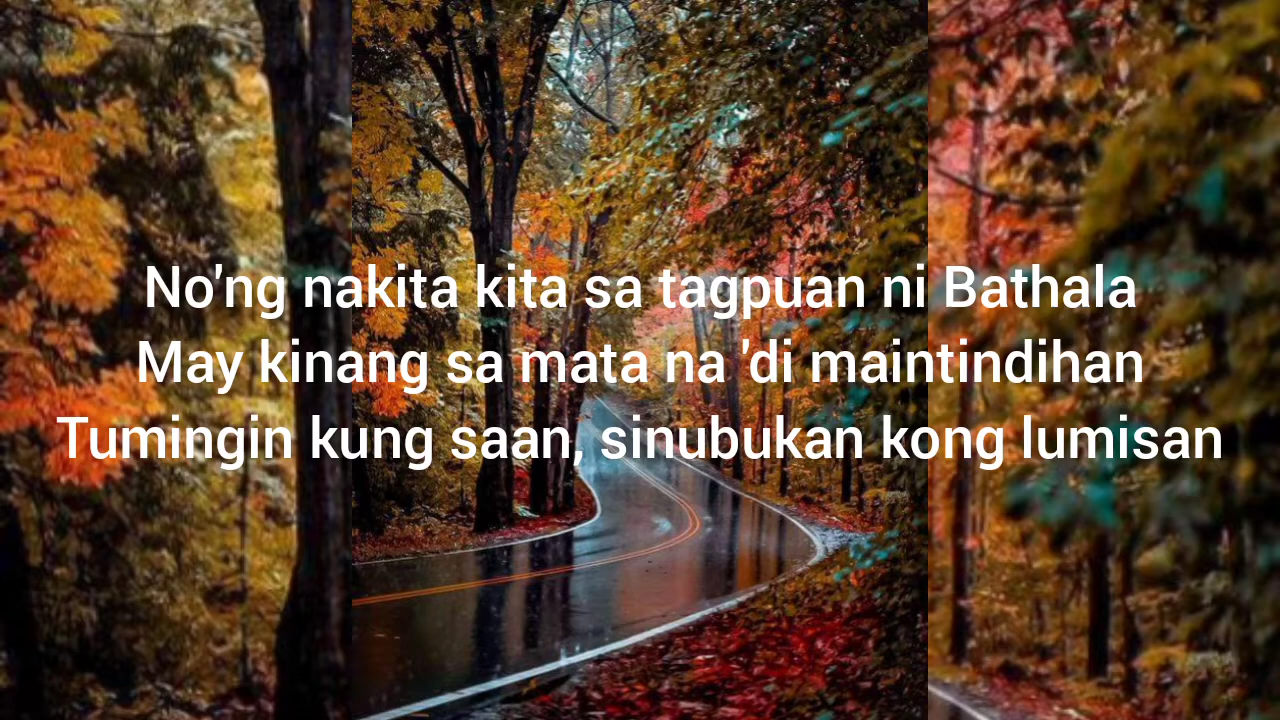 No'ng nakita kita sa tagpuan ni Bathala
May kinang sa mata na 'di maintindihan
Tumingin kung saan, sinubukan kong lumisan